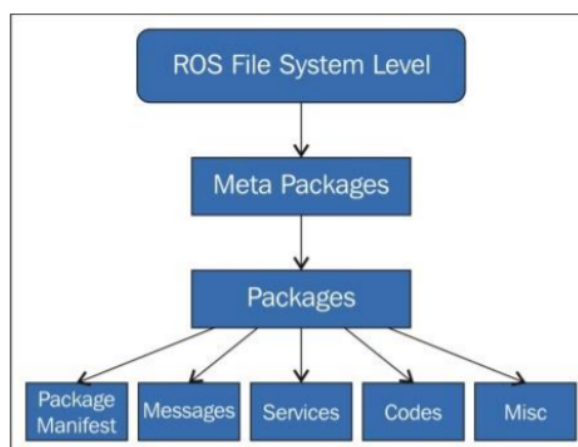 ROS File System Level
Meta Packages
Packages
Package
Manifest
Messages
Services
Codes
Misc